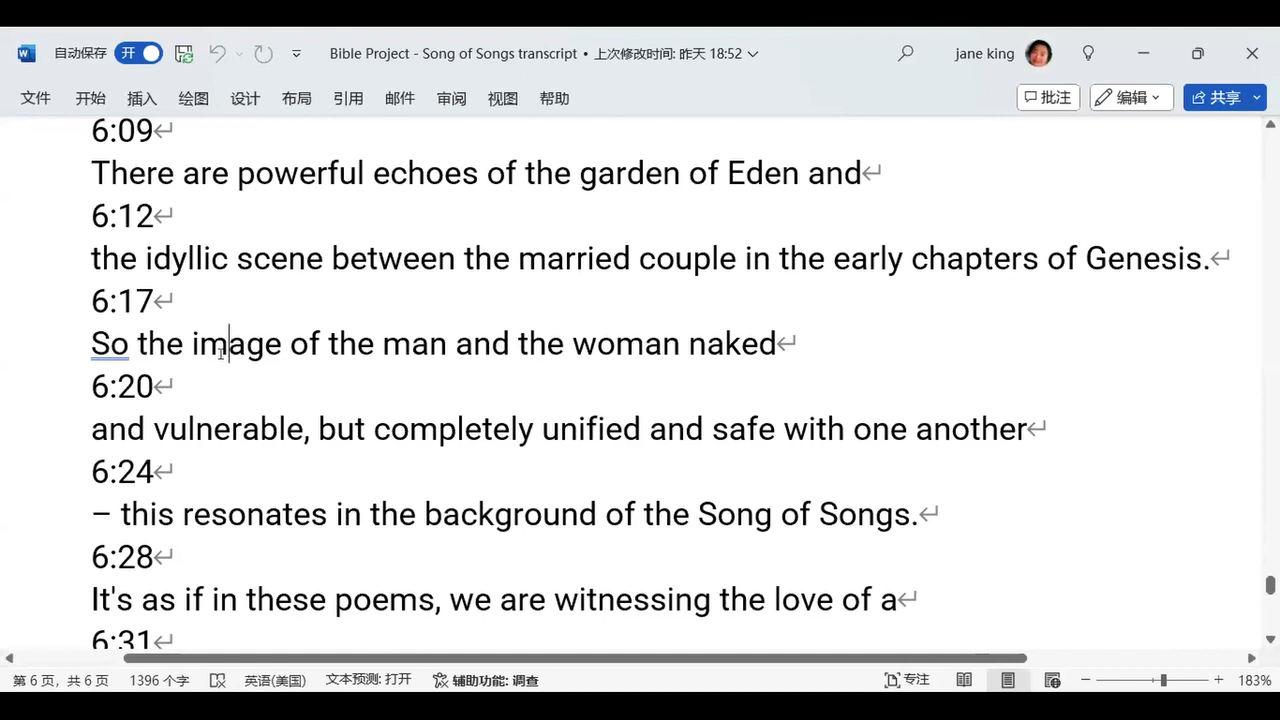 自动保存 开 Bible Project - Song of Songs transcript • 上次修改时间: 昨天 18:52 jane king
文件 开始 插入 绘图 设计 布局 引用 邮件 审阅 视图 帮助 批注 编辑 共享
6:09
There are powerful echoes of the garden of Eden and
6:12
the idyllic scene between the married couple in the early chapters of Genesis.
6:17
So the image of the man and the woman naked
6:20
and vulnerable, but completely unified and safe with one another
6:24
– this resonates in the background of the Song of Songs.
6:28
It's as if in these poems, we are witnessing the love of a
6:31
第 6 页，共 6 页 1396 个字 英语(美国) 文本预测: 打开 辅助功能: 调查 专注 183%